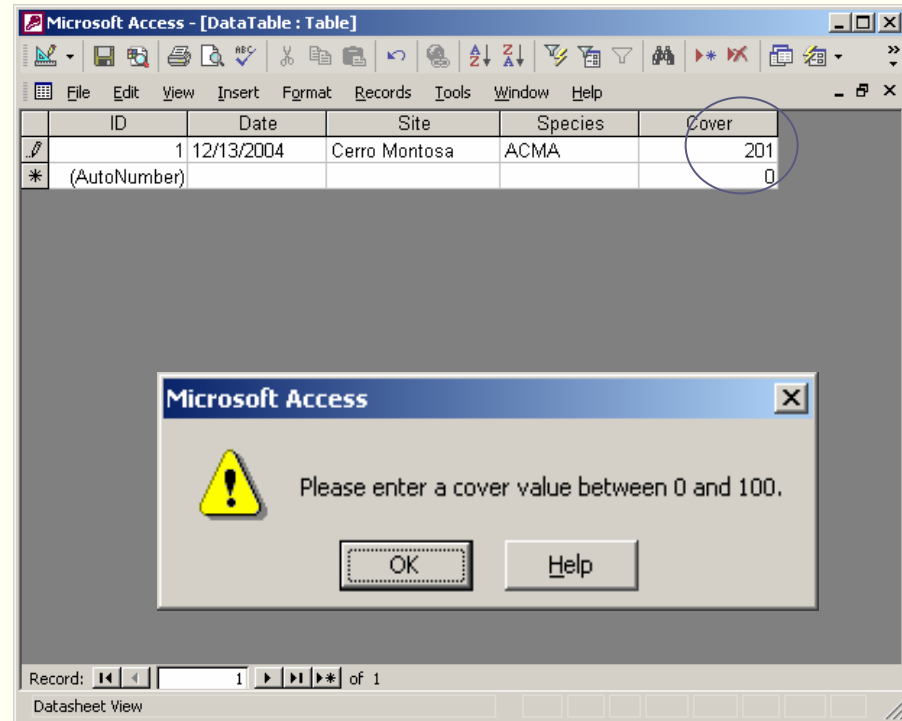 Microsoft Access - [DataTable : Table]
File Edit View Insert Format Records Tools Window Help
ID Date Site Species Cover
1 12/13/2004 Cerro Montosa ACMA 201
(AutoNumber) 0
Microsoft Access
Please enter a cover value between 0 and 100.
OK Help
Record: 1 of 1
Datasheet View